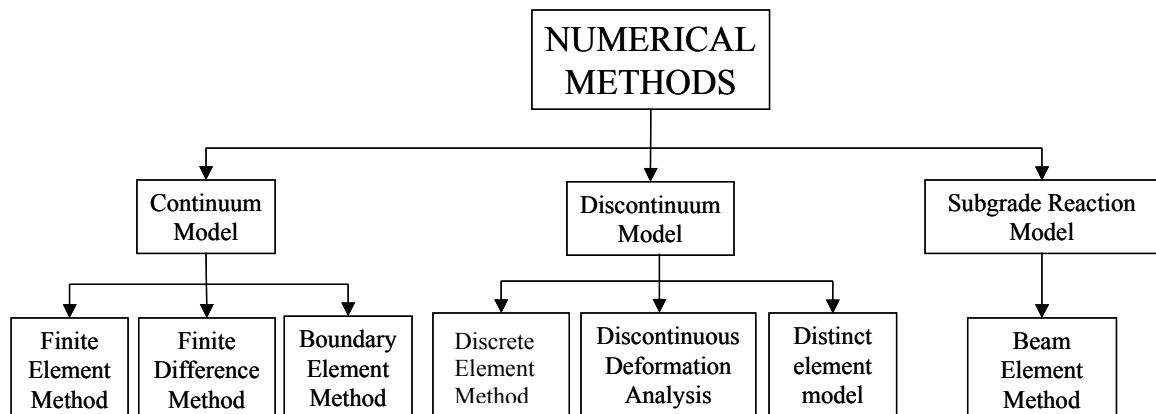 NUMERICAL
METHODS
Continuum
Model
Discontinuum
Model
Subgrade Reaction
Model
Finite
Element
Method
Finite
Difference
Method
Boundary
Element
Method
Discrete
Element
Method
Discontinuous
Deformation
Analysis
Distinct
element
model
Beam
Element
Method